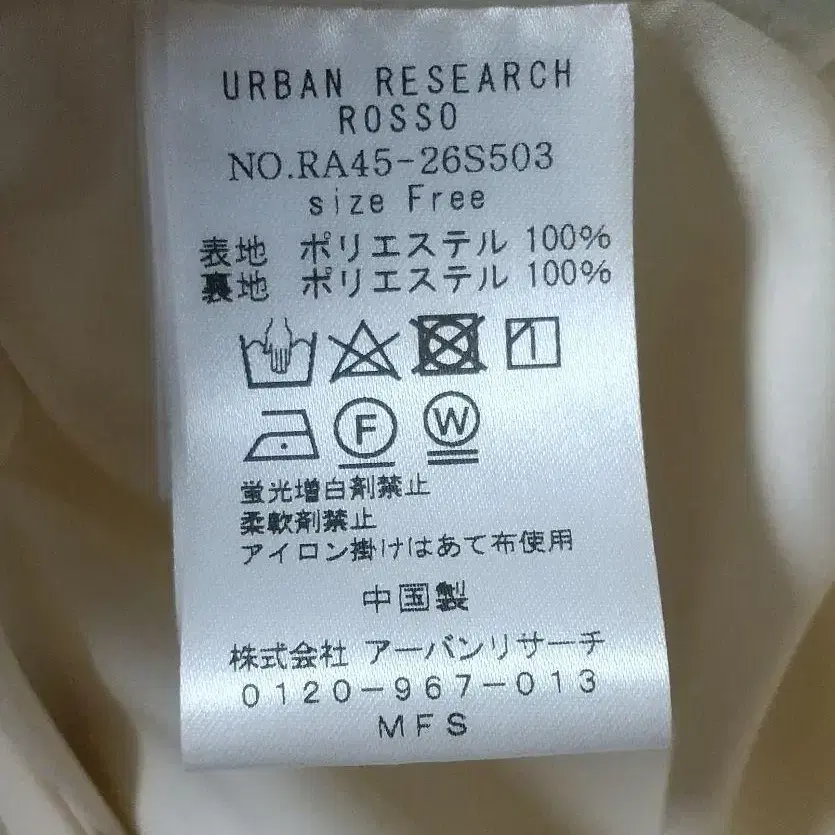 URBAN RESEARCH
ROSSO
NO.RA45-26S503
size Free
表地 ポリエステル 100%
裏地 ポリエステル 100%
F W
蛍光増白剤禁止
柔軟剤禁止
アイロン掛けはあて布使用
中国製
株式会社 アーバンリサーチ
0120-967-013
MFS